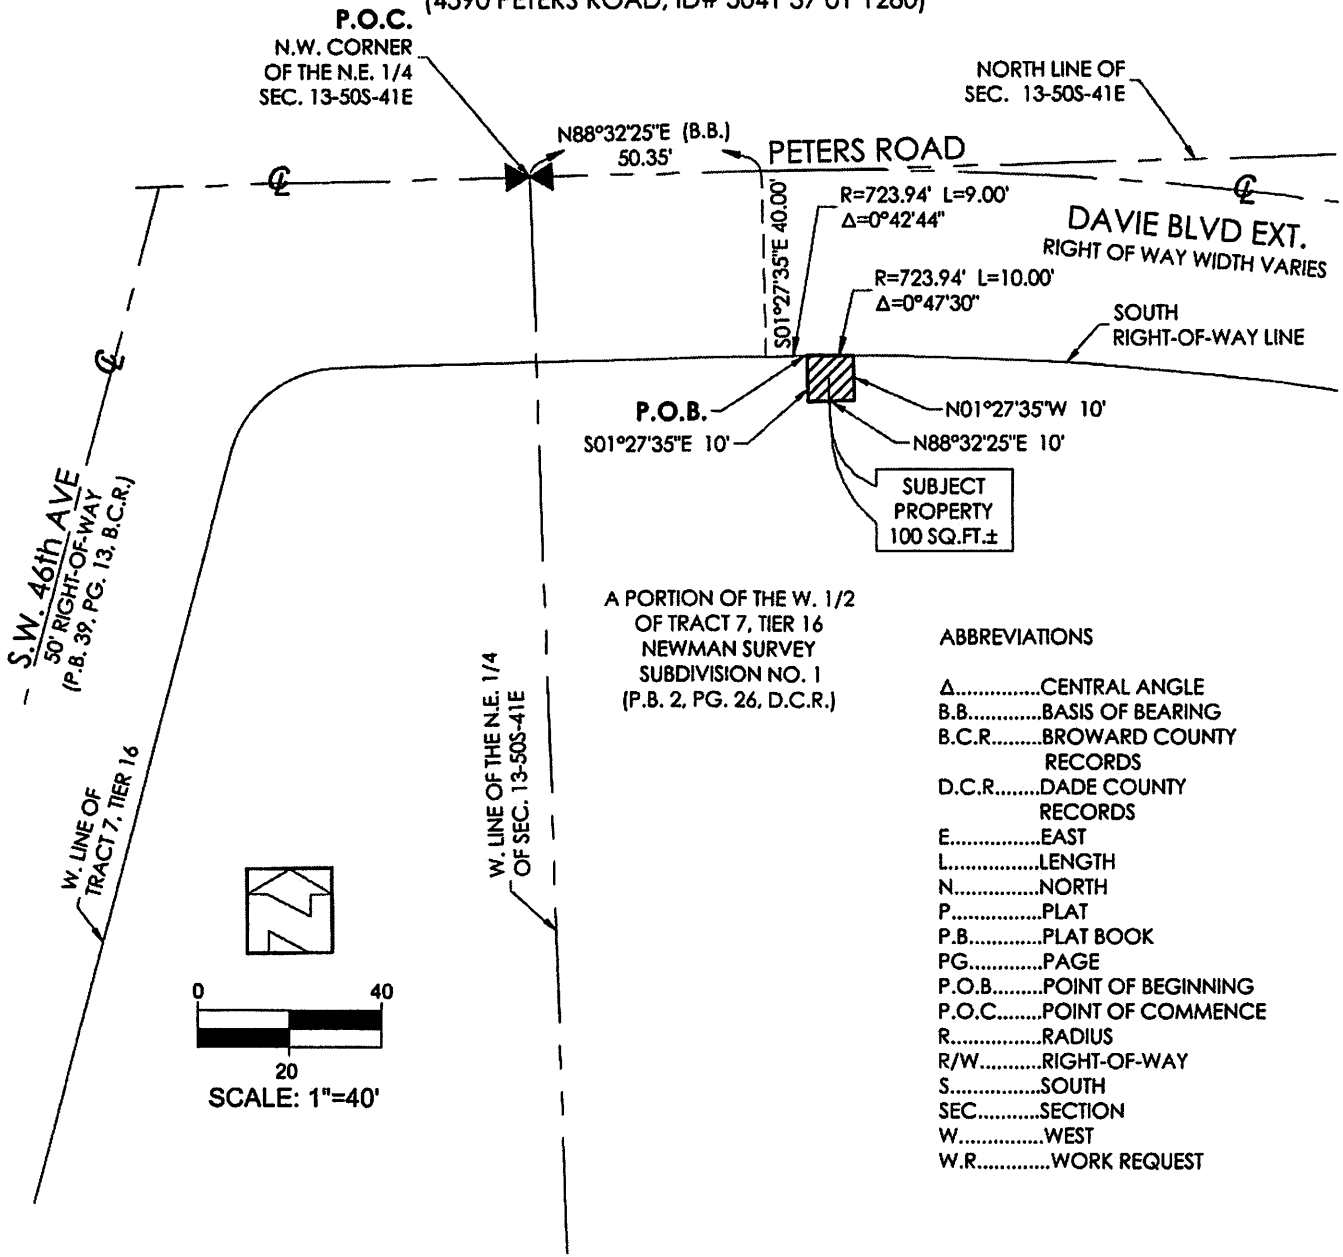 (4590 PETERS ROAD, ID# 5041 37 01 1280)
P.O.C.
N.W. CORNER
OF THE N.E. 1/4
SEC. 13-50S-41E
NORTH LINE OF
SEC. 13-50S-41E
N88°32'25"E (B.B.)
50.35'
PETERS ROAD
S01°27'35"E 40.00'
R=723.94' L=9.00'
Δ=0°42'44"
DAVIE BLVD EXT.
RIGHT OF WAY WIDTH VARIES
R=723.94' L=10.00'
Δ=0°47'30"
SOUTH
RIGHT-OF-WAY LINE
P.O.B.
S01°27'35"E 10'
N01°27'35"W 10'
N88°32'25"E 10'
SUBJECT
PROPERTY
100 SQ.FT.±
S.W. 46th AVE
50' RIGHT-OF-WAY
(P.B. 39, PG. 13, B.C.R.)
A PORTION OF THE W. 1/2
OF TRACT 7, TIER 16
NEWMAN SURVEY
SUBDIVISION NO. 1
(P.B. 2, PG. 26, D.C.R.)
W. LINE OF
TRACT 7, TIER 16
W. LINE OF THE N.E. 1/4
OF SEC. 13-50S-41E
0 40
20
SCALE: 1"=40'
ABBREVIATIONS
Δ..............CENTRAL ANGLE
B.B............BASIS OF BEARING
B.C.R.........BROWARD COUNTY
RECORDS
D.C.R........DADE COUNTY
RECORDS
E...............EAST
L...............LENGTH
N..............NORTH
P...............PLAT
P.B............PLAT BOOK
PG............PAGE
P.O.B........POINT OF BEGINNING
P.O.C.......POINT OF COMMENCE
R...............RADIUS
R/W..........RIGHT-OF-WAY
S...............SOUTH
SEC..........SECTION
W..............WEST
W.R............WORK REQUEST